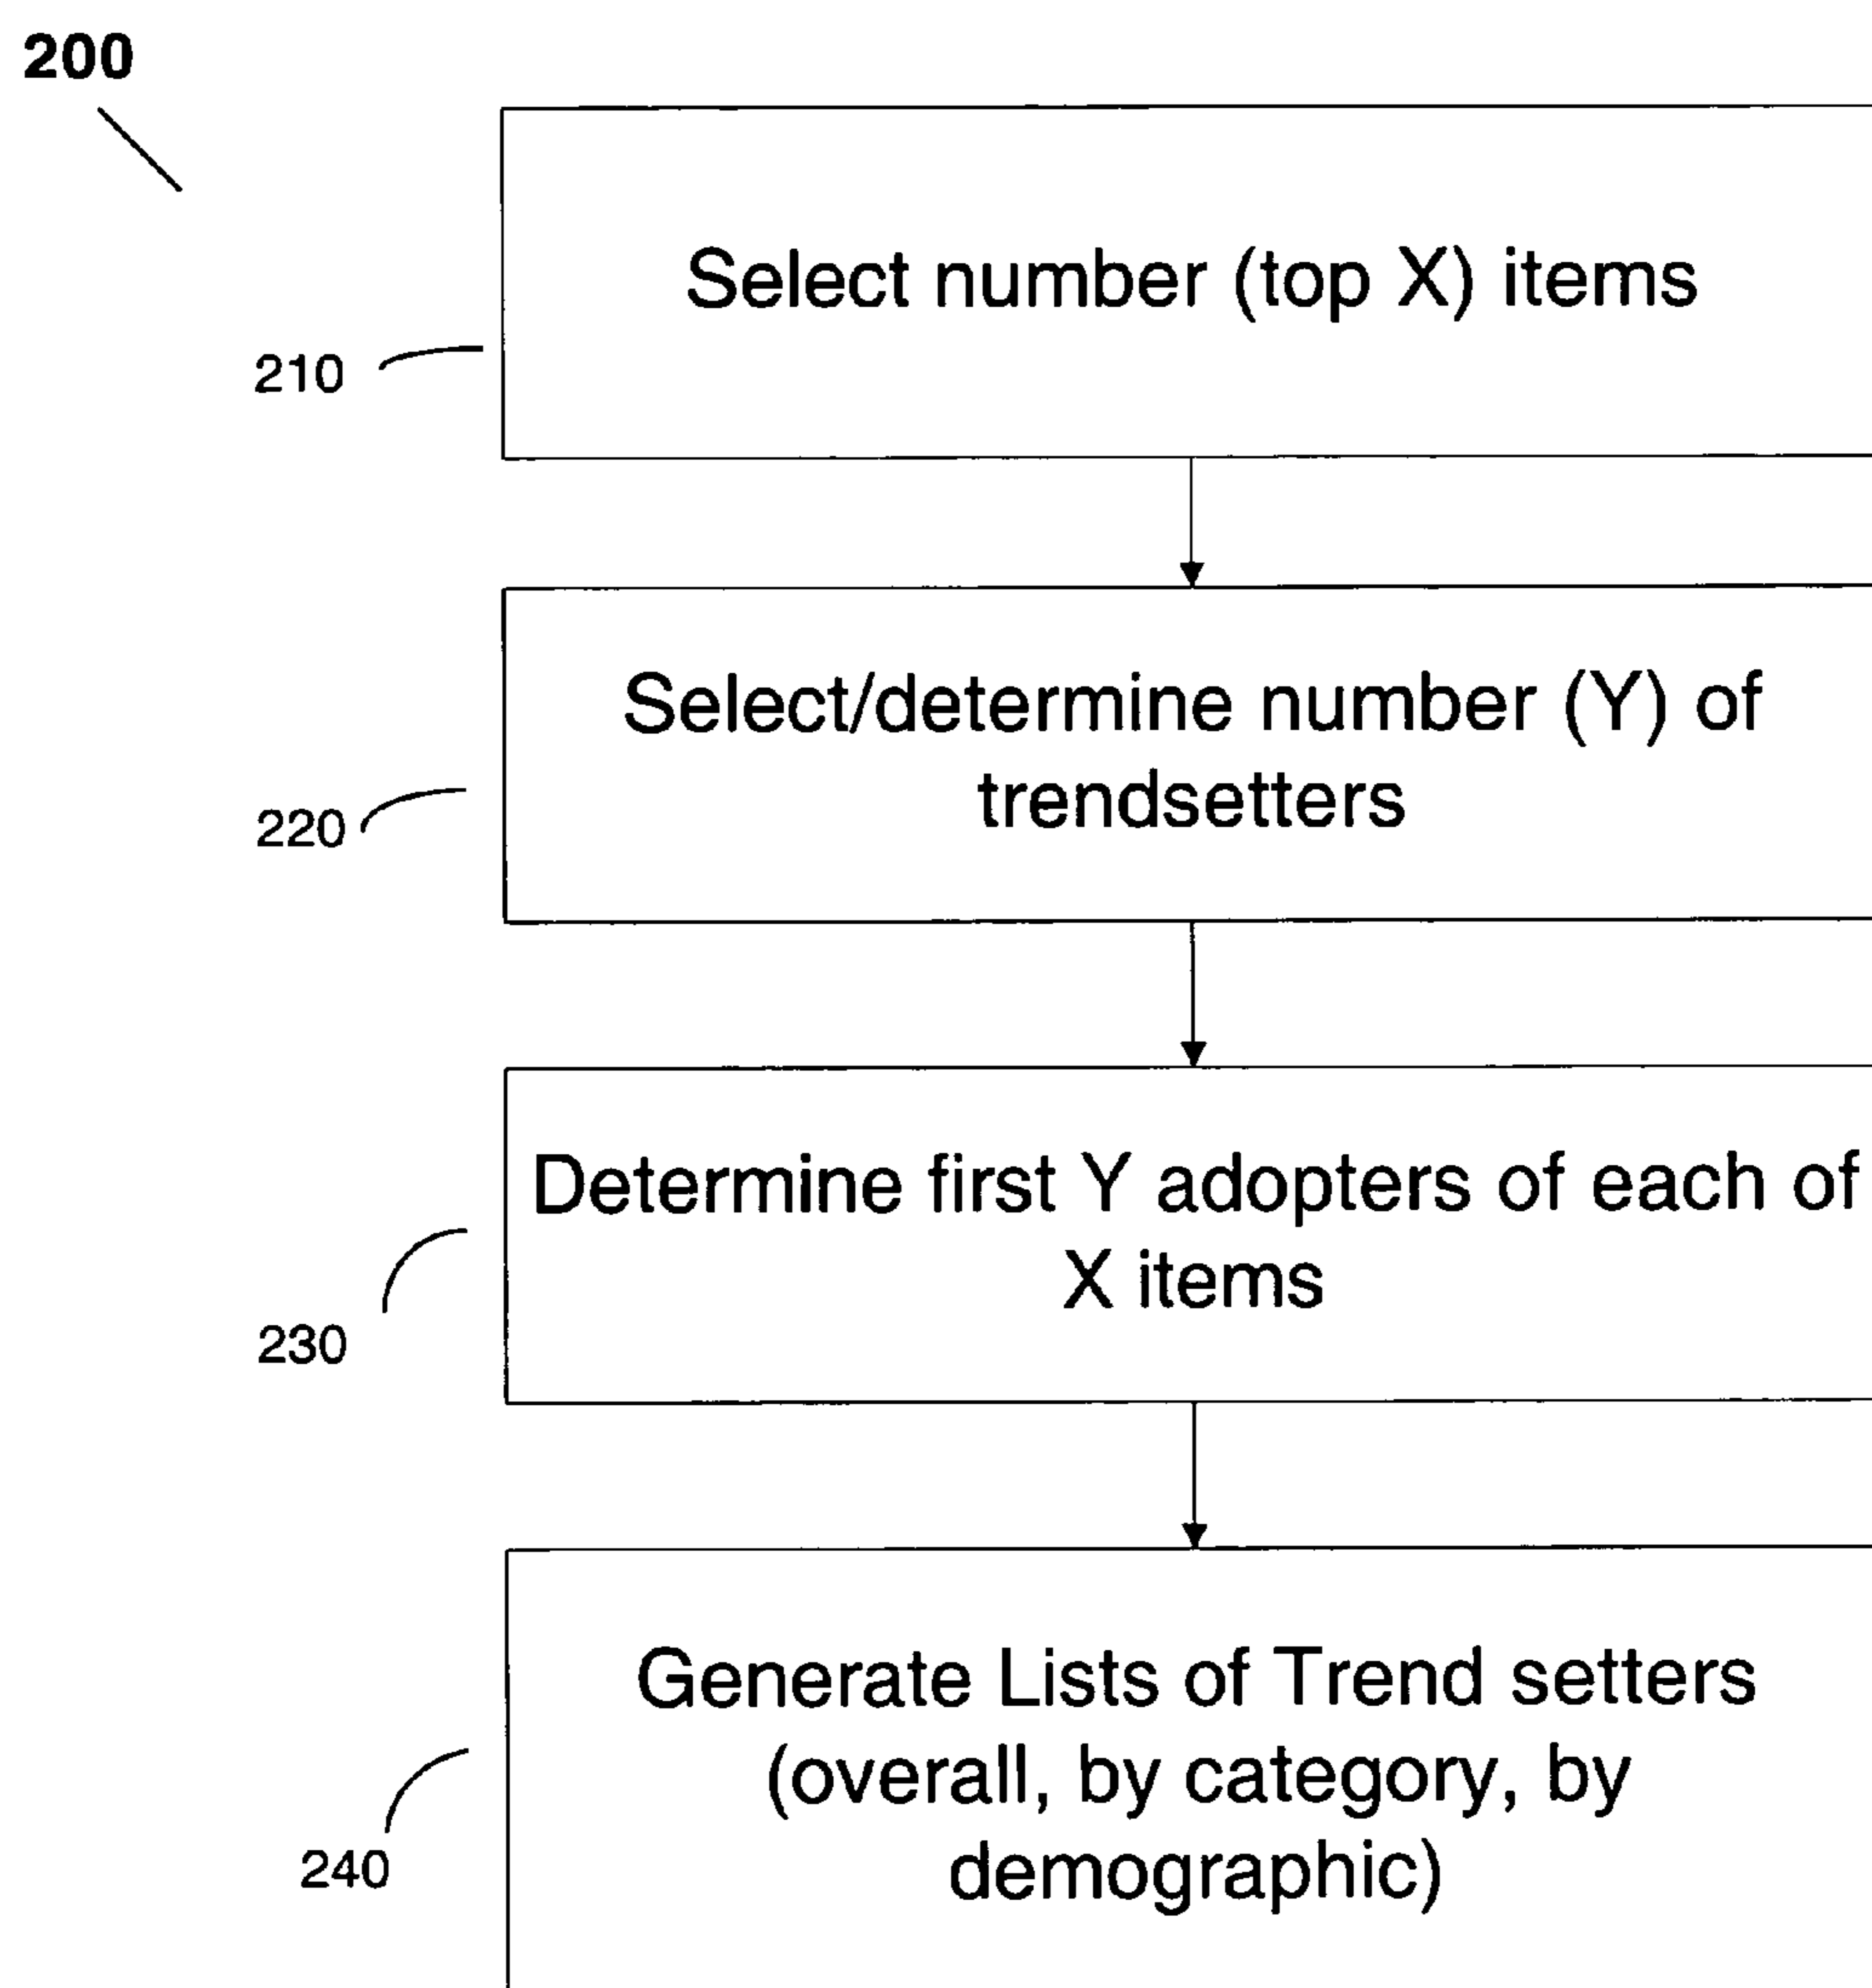 200
Select number (top X) items
210
Select/determine number (Y) of
trendsetters
220
Determine first Y adopters of each of
X items
230
Generate Lists of Trend setters
(overall, by category, by
demographic)
240